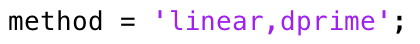 method = 'linear,dprime';